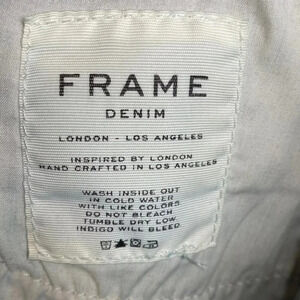 FRAME
DENIM
LONDON - LOS ANGELES
INSPIRED BY LONDON
HAND CRAFTED IN LOS ANGELES
WASH INSIDE OUT
IN COLD WATER
WITH LIKE COLORS
DO NOT BLEACH
TUMBLE DRY LOW.
INDIGO WILL BLEED.